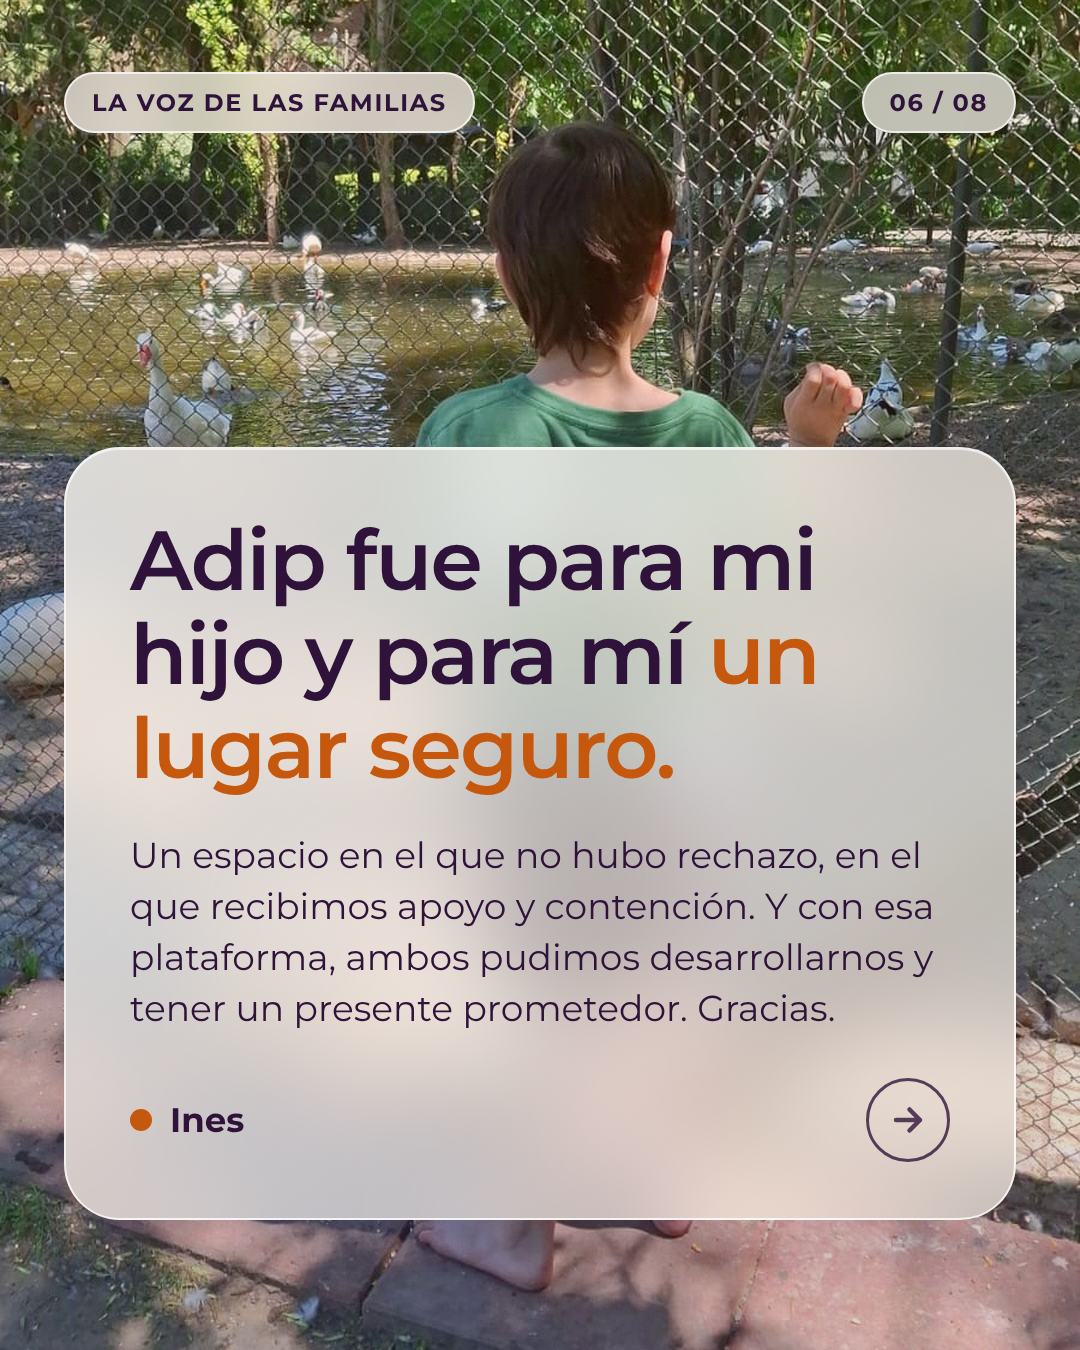 LA VOZ DE LAS FAMILIAS
06 / 08
Adip fue para mi
hijo y para mí un
lugar seguro.
Un espacio en el que no hubo rechazo, en el
que recibimos apoyo y contención. Y con esa
plataforma, ambos pudimos desarrollarnos y
tener un presente prometedor. Gracias.
Ines